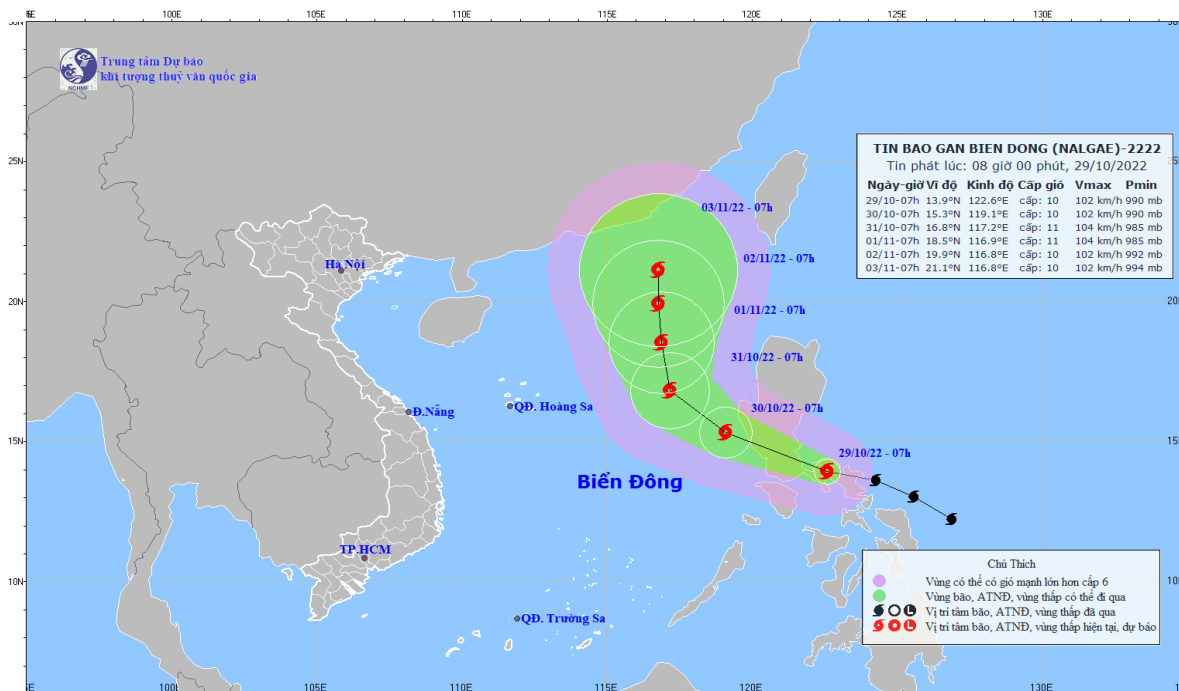 100E 105E 110E 115E 120E 125E 130E
Trung tâm Dự báo
khí tượng thuỷ văn quốc gia
NCHMF
25N
TIN BAO GAN BIEN DONG (NALGAE)-2222
Tin phát lúc: 08 giờ 00 phút, 29/10/2022
Ngày-giờ Vĩ độ Kinh độ Cấp gió Vmax Pmin
29/10-07h 13.9°N 122.6°E cấp: 10 102 km/h 990 mb
30/10-07h 15.3°N 119.1°E cấp: 10 102 km/h 990 mb
31/10-07h 16.8°N 117.2°E cấp: 11 104 km/h 985 mb
01/11-07h 18.5°N 116.9°E cấp: 11 104 km/h 985 mb
02/11-07h 19.9°N 116.8°E cấp: 10 102 km/h 992 mb
03/11-07h 21.1°N 116.8°E cấp: 10 102 km/h 994 mb
03/11/22 - 07h
02/11/22 - 07h
Hà Nội
20N
01/11/22 - 07h
31/10/22 - 07h
30/10/22 - 07h
QĐ. Hoàng Sa
Đ.Nẵng
15N
29/10/22 - 07h
Biển Đông
TP.HCM
10N
QĐ. Trường Sa
Chú Thích
Vùng có thể có gió mạnh lớn hơn cấp 6
Vùng bão, ATNĐ, vùng thấp có thể đi qua
L Vị trí tâm bão, ATNĐ, vùng thấp đã qua
L Vị trí tâm bão, ATNĐ, vùng thấp hiện tại, dự báo
100E 105E 110E 115E 120E 125E 130E